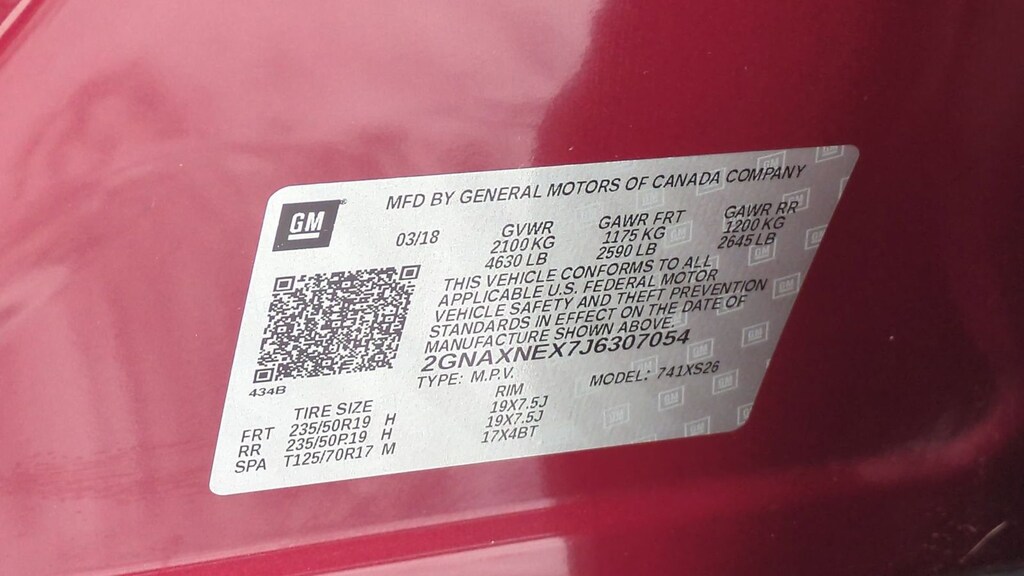 GM
MFD BY GENERAL MOTORS OF CANADA COMPANY
03/18 GVWR GAWR FRT GAWR RR
2100 KG 1175 KG 1200 KG
4630 LB 2590 LB 2645 LB
THIS VEHICLE CONFORMS TO ALL
APPLICABLE U.S. FEDERAL MOTOR
VEHICLE SAFETY AND THEFT PREVENTION
STANDARDS IN EFFECT ON THE DATE OF
MANUFACTURE SHOWN ABOVE.
2GNAXNEX7J6307054
TYPE: M.P.V. MODEL: 741XS26
434B
TIRE SIZE RIM
FRT 235/50R19 H 19X7.5J
RR 235/50R19 H 19X7.5J
SPA T125/70R17 M 17X4BT